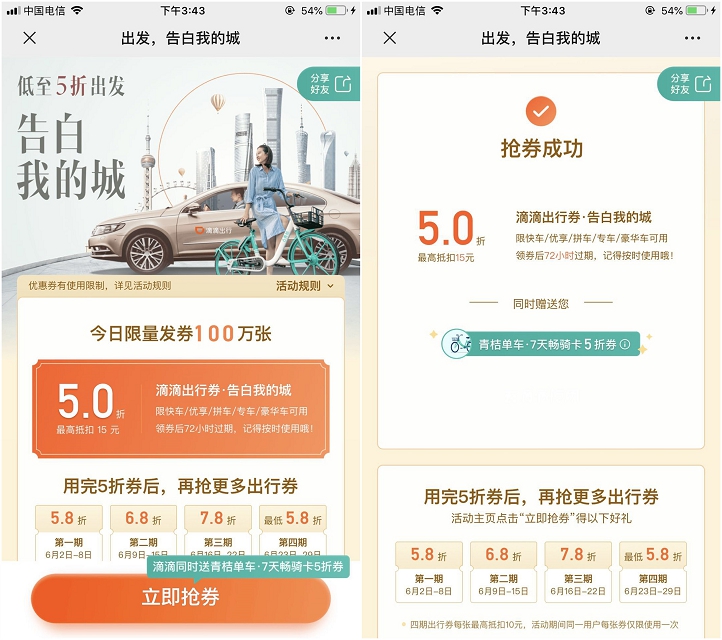 中国电信
下午3:43
54%
出发，告白我的城
低至5折出发
告白
我的城
分享
好友
滴滴出行
优惠券有使用限制，详见活动规则
活动规则
今日限量发券100万张
5.0折
最高抵扣 15 元
滴滴出行券·告白我的城
限快车/优享/拼车/专车/豪华车可用
领券后72小时过期，记得按时使用哦！
用完5折券后，再抢更多出行券
5.8 折
6.8 折
7.8 折
最低 5.8 折
第一期
第二期
第三期
第四期
6月2日-8日
6月9日-15日
6月16日-22日
6月23日-29日
滴滴同时送青桔单车·7天畅骑卡5折券
立即抢券
中国电信
下午3:43
54%
出发，告白我的城
分享
好友
抢券成功
5.0折
最高抵扣15元
滴滴出行券·告白我的城
限快车/优享/拼车/专车/豪华车可用
领券后72小时过期，记得按时使用哦！
同时赠送您
青桔单车·7天畅骑卡5折券
用完5折券后，再抢更多出行券
活动主页点击“立即抢券”得以下好礼
5.8 折
6.8 折
7.8 折
最低 5.8 折
第一期
第二期
第三期
第四期
6月2日-8日
6月9日-15日
6月16日-22日
6月23日-29日
四期出行券每张最高抵扣10元，活动期间同一用户每张券仅限使用一次